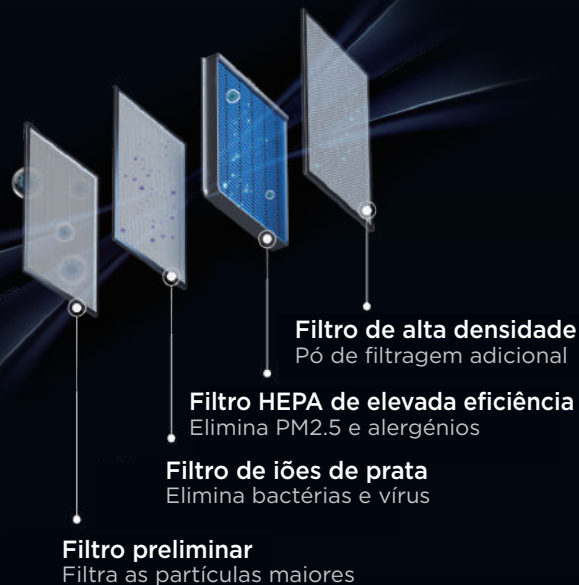 Filtro de alta densidade
Pó de filtragem adicional
Filtro HEPA de elevada eficiência
Elimina PM2.5 e alergénios
Filtro de iões de prata
Elimina bactérias e vírus
Filtro preliminar
Filtra as partículas maiores